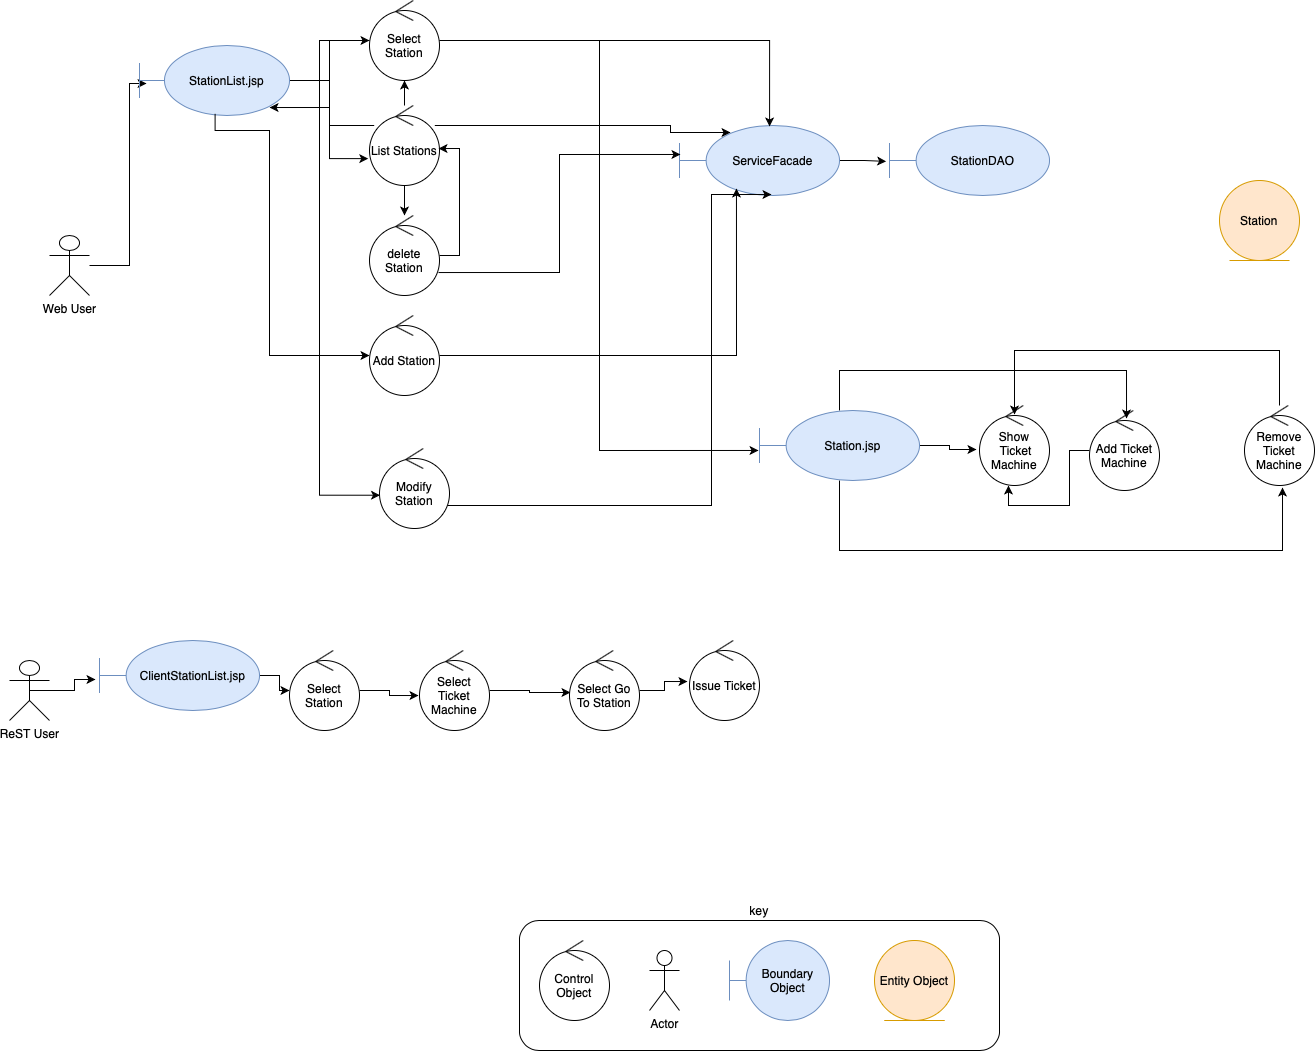 Select
Station
StationList.jsp
List Stations
ServiceFacade
StationDAO
Station
delete
Station
Web User
Add Station
Station.jsp
Show
Ticket
Machine
Add Ticket
Machine
Remove
Ticket
Machine
Modify
Station
ClientStationList.jsp
Select
Station
Select
Ticket
Machine
Select Go
To Station
Issue Ticket
ReST User
key
Control
Object
Actor
Boundary
Object
Entity Object